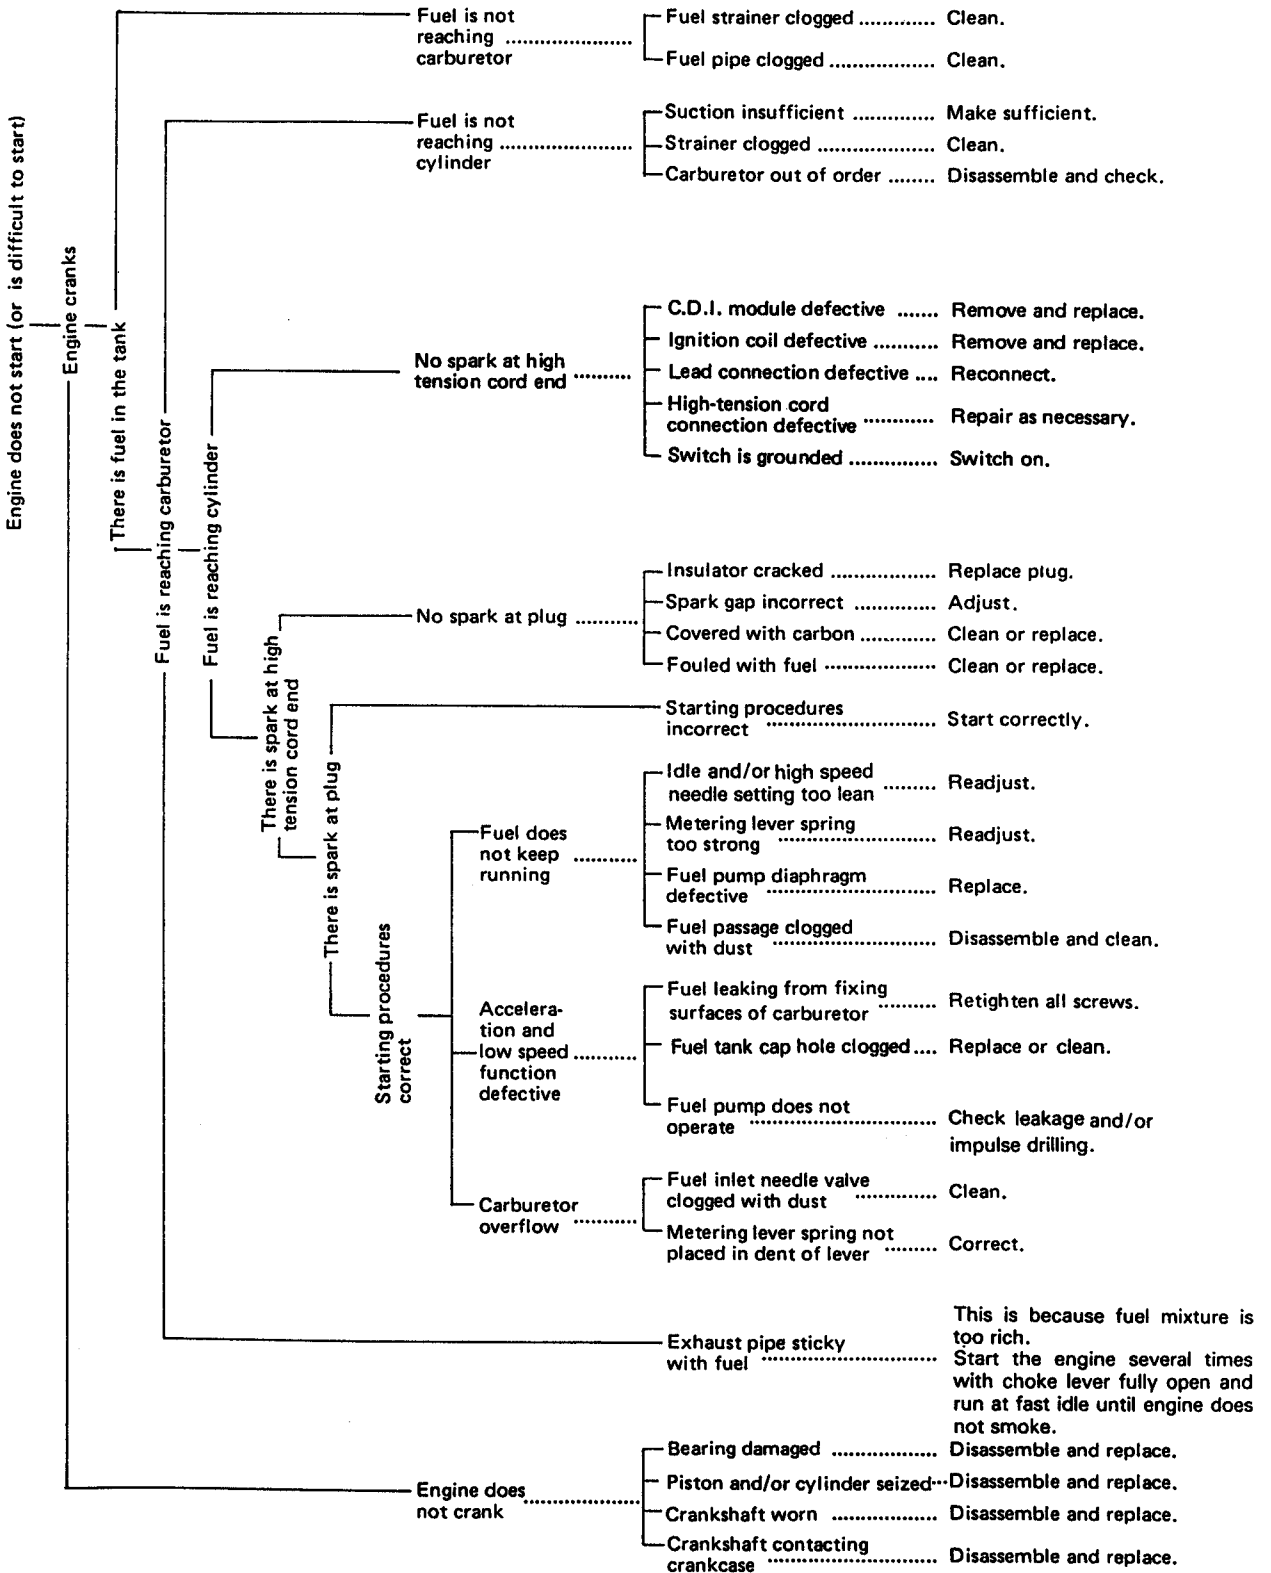 Engine does not start (or is difficult to start)
Engine cranks
There is fuel in the tank
Fuel is not
reaching
carburetor
Fuel strainer clogged ............ Clean.
Fuel pipe clogged .................. Clean.
Fuel is reaching carburetor
Fuel is not
reaching
cylinder
Suction insufficient .............. Make sufficient.
Strainer clogged .................... Clean.
Carburetor out of order ........ Disassemble and check.
Fuel is reaching cylinder
No spark at high
tension cord end
C.D.I. module defective ....... Remove and replace.
Ignition coil defective ........... Remove and replace.
Lead connection defective .... Reconnect.
High-tension cord
connection defective ............ Repair as necessary.
Switch is grounded ............... Switch on.
There is spark at high
tension cord end
No spark at plug
Insulator cracked .................. Replace plug.
Spark gap incorrect .............. Adjust.
Covered with carbon ............. Clean or replace.
Fouled with fuel ................... Clean or replace.
There is spark at plug
Starting procedures
incorrect ............................. Start correctly.
Starting procedures
correct
Fuel does
not keep
running
Idle and/or high speed
needle setting too lean ......... Readjust.
Metering lever spring
too strong ........................... Readjust.
Fuel pump diaphragm
defective ............................. Replace.
Fuel passage clogged
with dust ............................ Disassemble and clean.
Accelera-
tion and
low speed
function
defective
Fuel leaking from fixing
surfaces of carburetor .......... Retighten all screws.
Fuel tank cap hole clogged .... Replace or clean.
Fuel pump does not
operate ................................ Check leakage and/or
impulse drilling.
Carburetor
overflow
Fuel inlet needle valve
clogged with dust ............. Clean.
Metering lever spring not
placed in dent of lever ......... Correct.
Exhaust pipe sticky
with fuel
This is because fuel mixture is
too rich.
Start the engine several times
with choke lever fully open and
run at fast idle until engine does
not smoke.
Engine does
not crank
Bearing damaged .................. Disassemble and replace.
Piston and/or cylinder seized ... Disassemble and replace.
Crankshaft worn .................. Disassemble and replace.
Crankshaft contacting
crankcase ............................. Disassemble and replace.